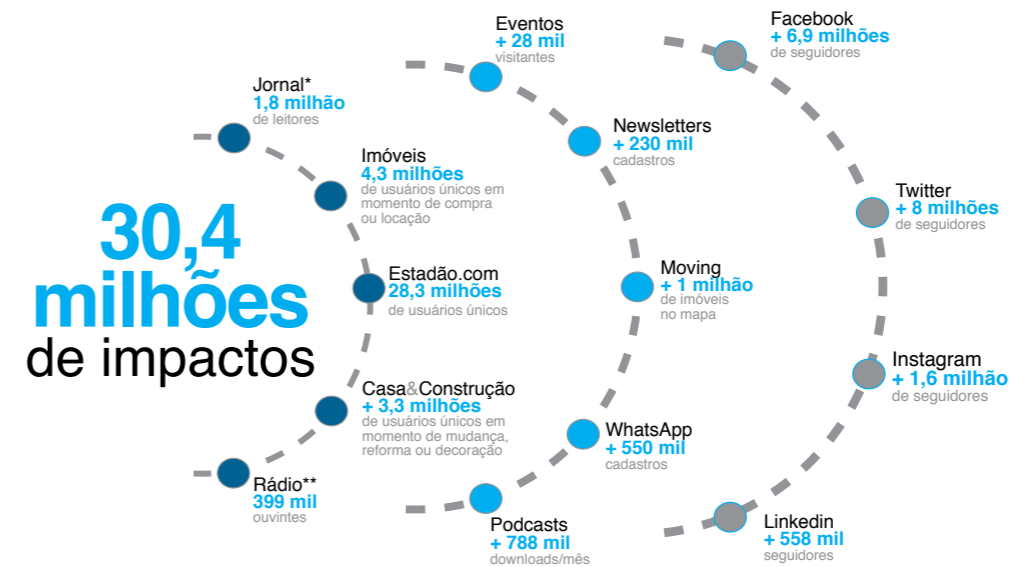 30,4
milhões
de impactos
Jornal*
1,8 milhão
de leitores
Imóveis
4,3 milhões
de usuários únicos em
momento de compra
ou locação
Estadão.com
28,3 milhões
de usuários únicos
Casa&Construção
+ 3,3 milhões
de usuários únicos em
momento de mudança,
reforma ou decoração
Rádio**
399 mil
ouvintes
Eventos
+ 28 mil
visitantes
Newsletters
+ 230 mil
cadastros
Moving
+ 1 milhão
de imóveis
no mapa
WhatsApp
+ 550 mil
cadastros
Podcasts
+ 788 mil
downloads/mês
Facebook
+ 6,9 milhões
de seguidores
Twitter
+ 8 milhões
de seguidores
Instagram
+ 1,6 milhão
de seguidores
Linkedin
+ 558 mil
seguidores